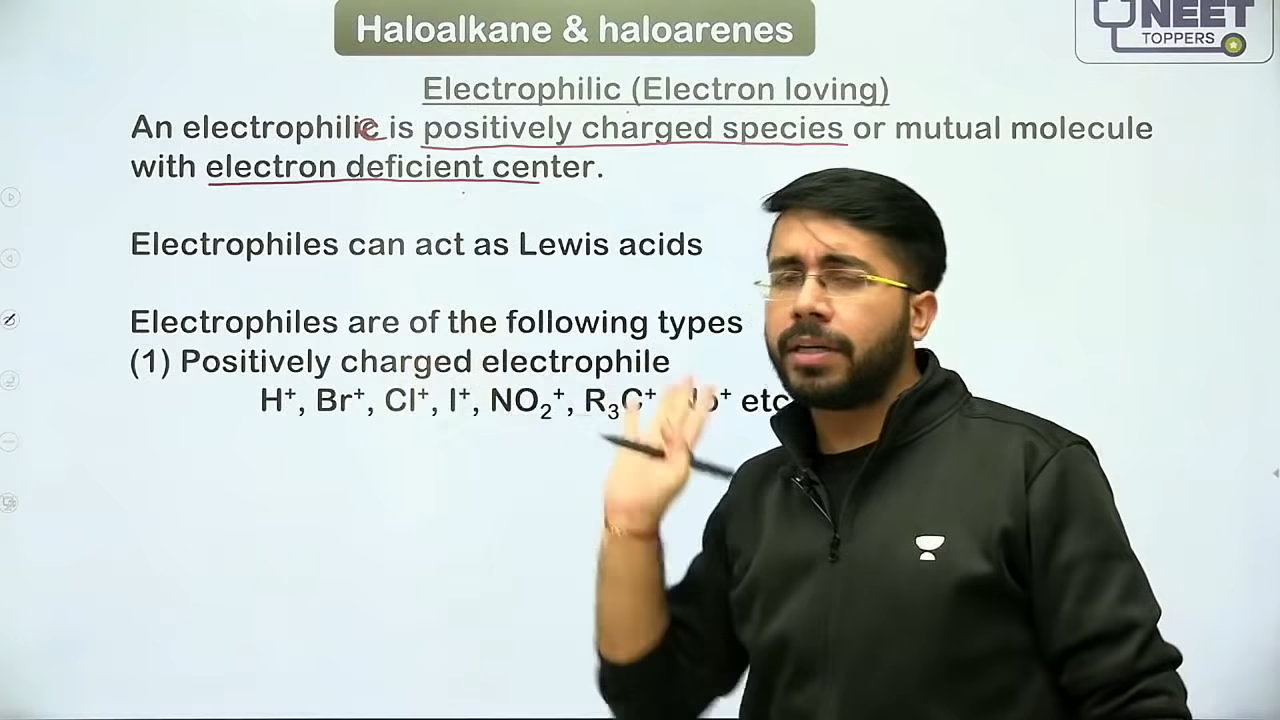 Haloalkane & haloarenes
NEET
TOPPERS
Electrophilic (Electron loving)
An electrophilic is positively charged species or mutual molecule
with electron deficient center.
Electrophiles can act as Lewis acids
Electrophiles are of the following types
(1) Positively charged electrophile
H⁺, Br⁺, Cl⁺, I⁺, NO₂⁺, R₃C⁺ etc